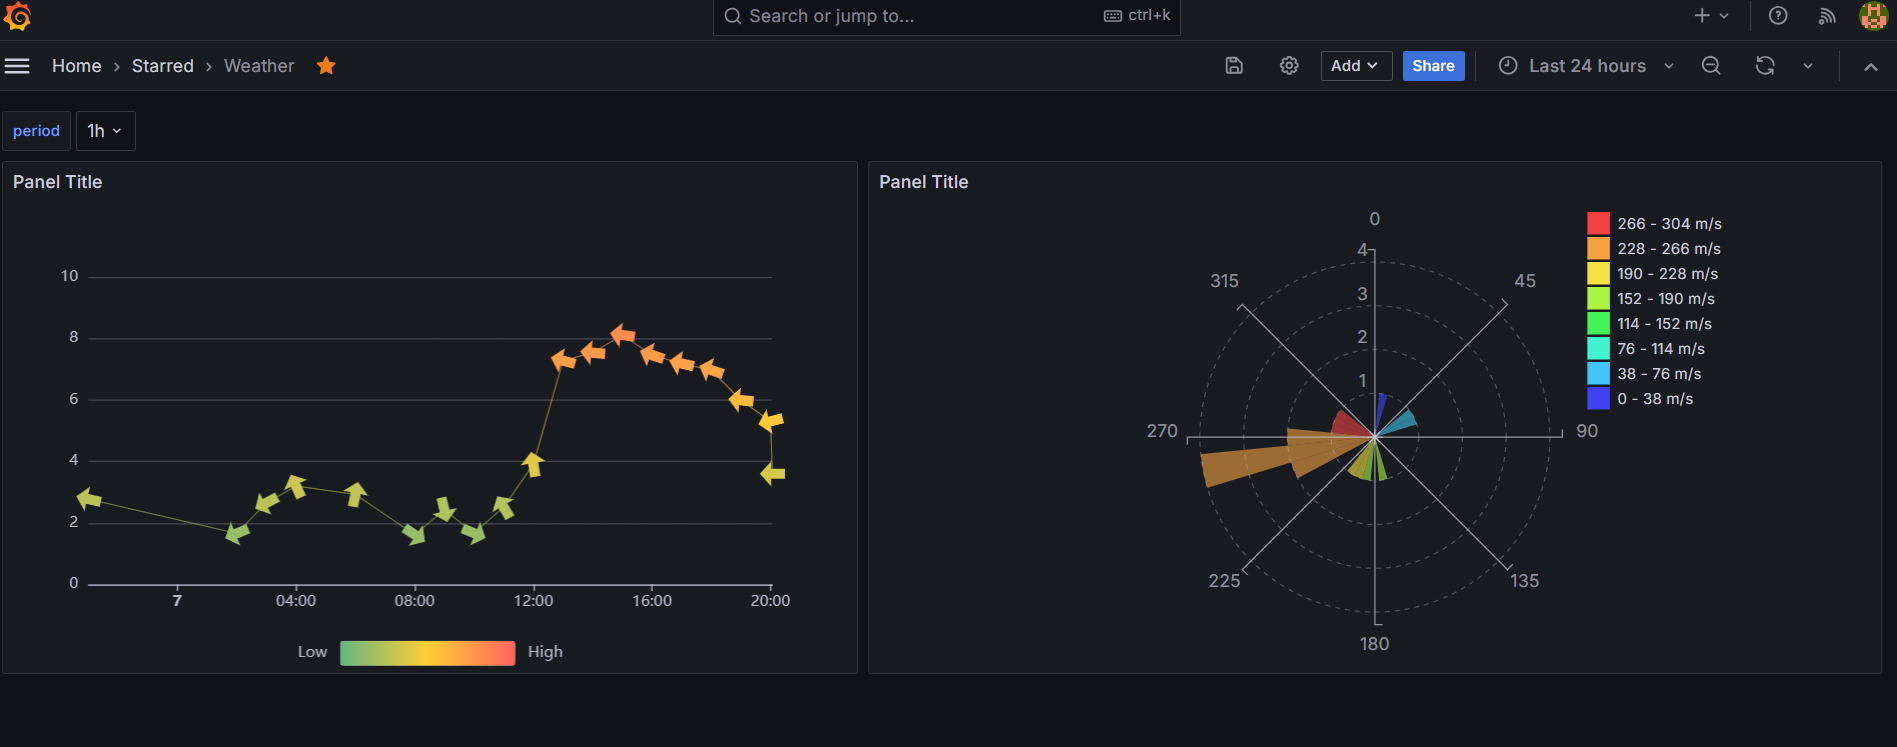 Search or jump to... ctrl+k
Home › Starred › Weather Add Share Last 24 hours
period 1h
Panel Title
10
8
6
4
2
0
7 04:00 08:00 12:00 16:00 20:00
Low High
Panel Title
0
45
90
135
180
225
270
315
4
3
2
1
266 - 304 m/s
228 - 266 m/s
190 - 228 m/s
152 - 190 m/s
114 - 152 m/s
76 - 114 m/s
38 - 76 m/s
0 - 38 m/s